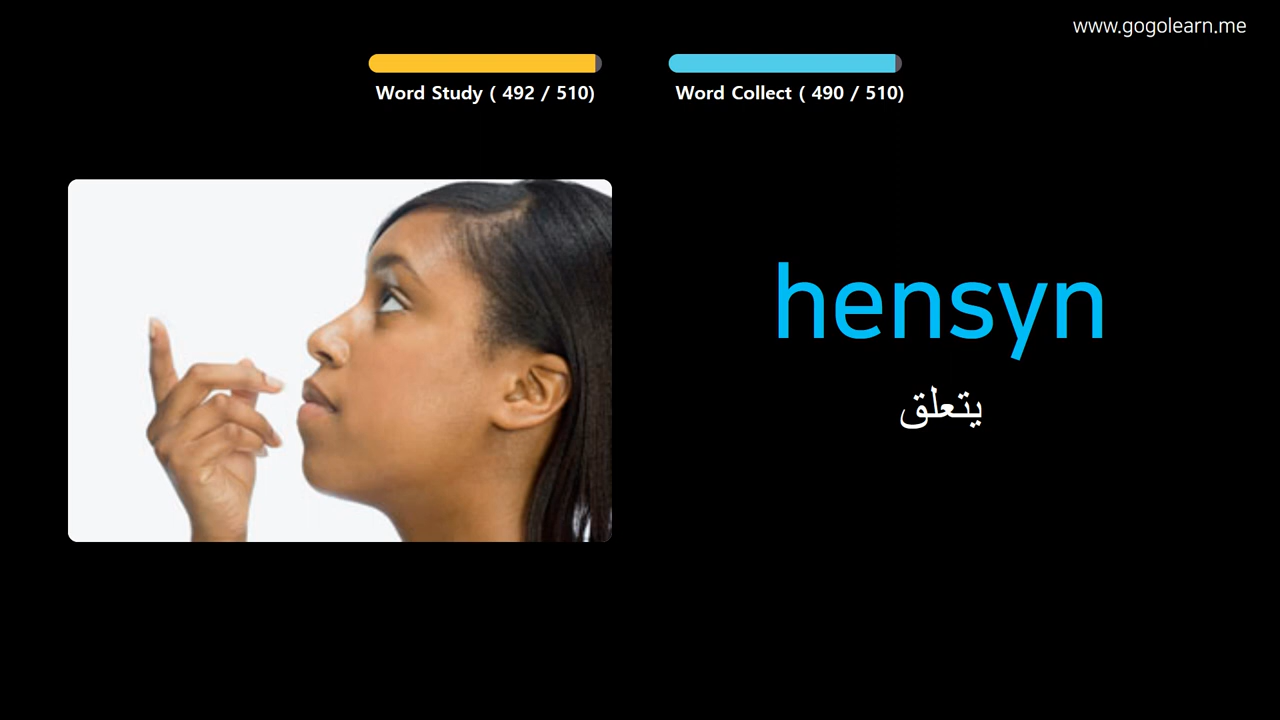 www.gogolearn.me
Word Study ( 492 / 510)
Word Collect ( 490 / 510)
hensyn
يتعلق